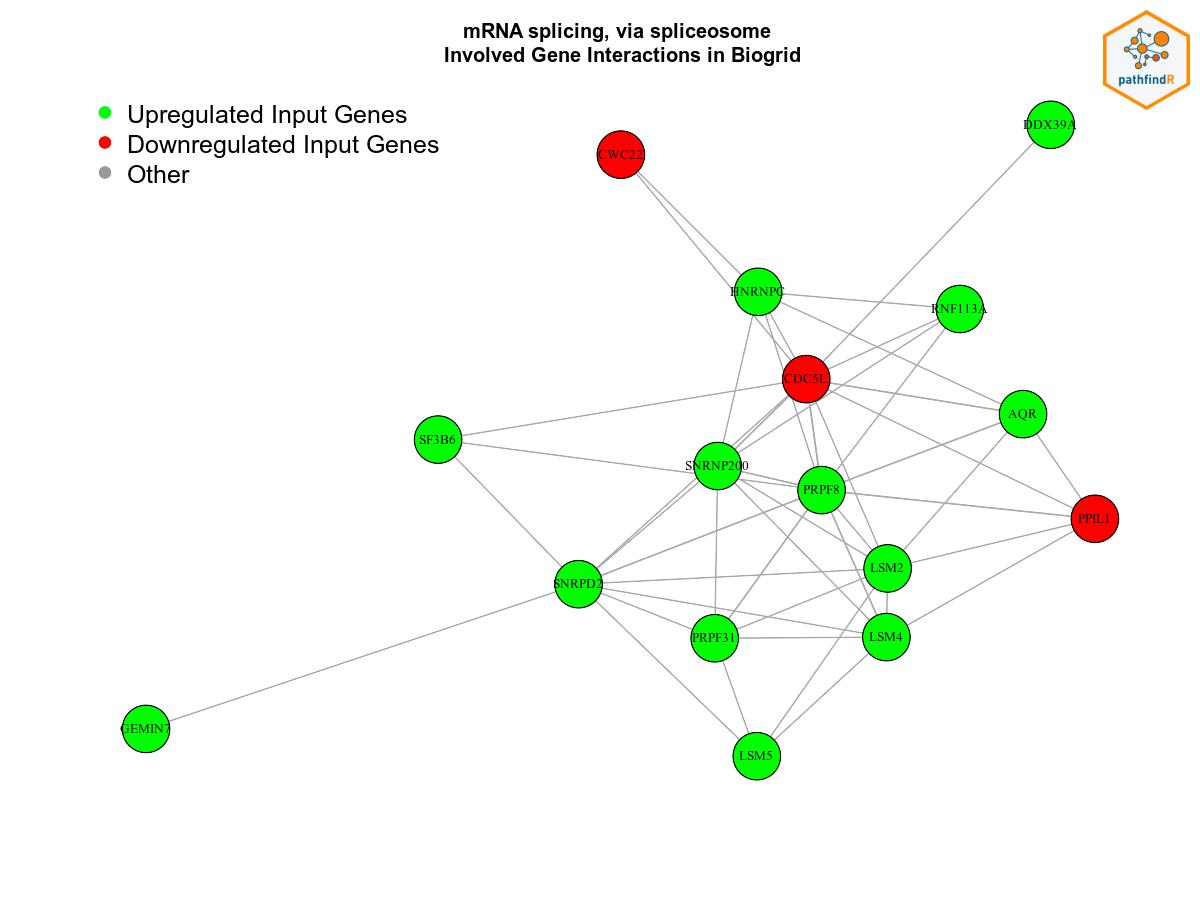 mRNA splicing, via spliceosome
Involved Gene Interactions in Biogrid
pathfindR
Upregulated Input Genes
Downregulated Input Genes
Other
DDX39A
CWC22
HNRNPC
RNF113A
CDC5L
AQR
SF3B6
SNRNP200
PRPF8
PPIL1
LSM2
SNRPD2
PRPF31
LSM4
GEMIN7
LSM5